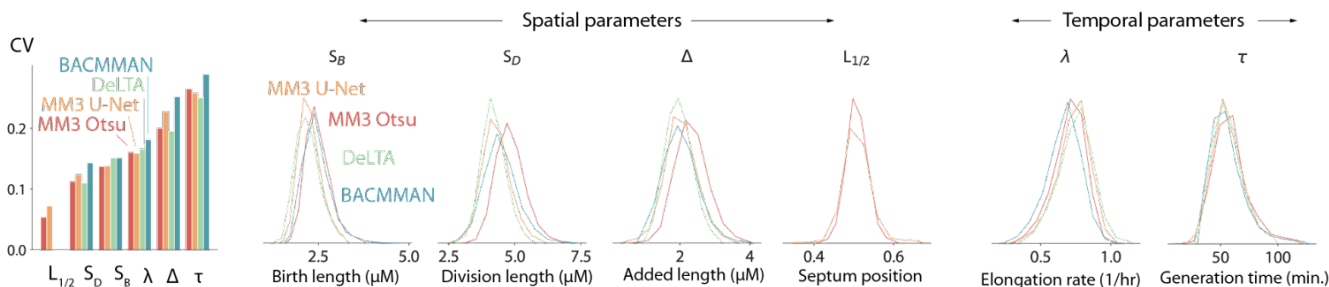 Spatial parameters
Temporal parameters
CV
BACMMAN
DeLTA
MM3 U-Net
MM3 Otsu
0.2
0.1
0.0
L1/2 SD SB λ Δ τ
SB
SD
Δ
L1/2
λ
τ
MM3 U-Net
MM3 Otsu
DeLTA
BACMMAN
2.5 5.0
Birth length (μM)
2.5 5.0 7.5
Division length (μM)
2 4
Added length (μM)
0.4 0.6
Septum position
0.5 1.0
Elongation rate (1/hr)
50 100
Generation time (min.)